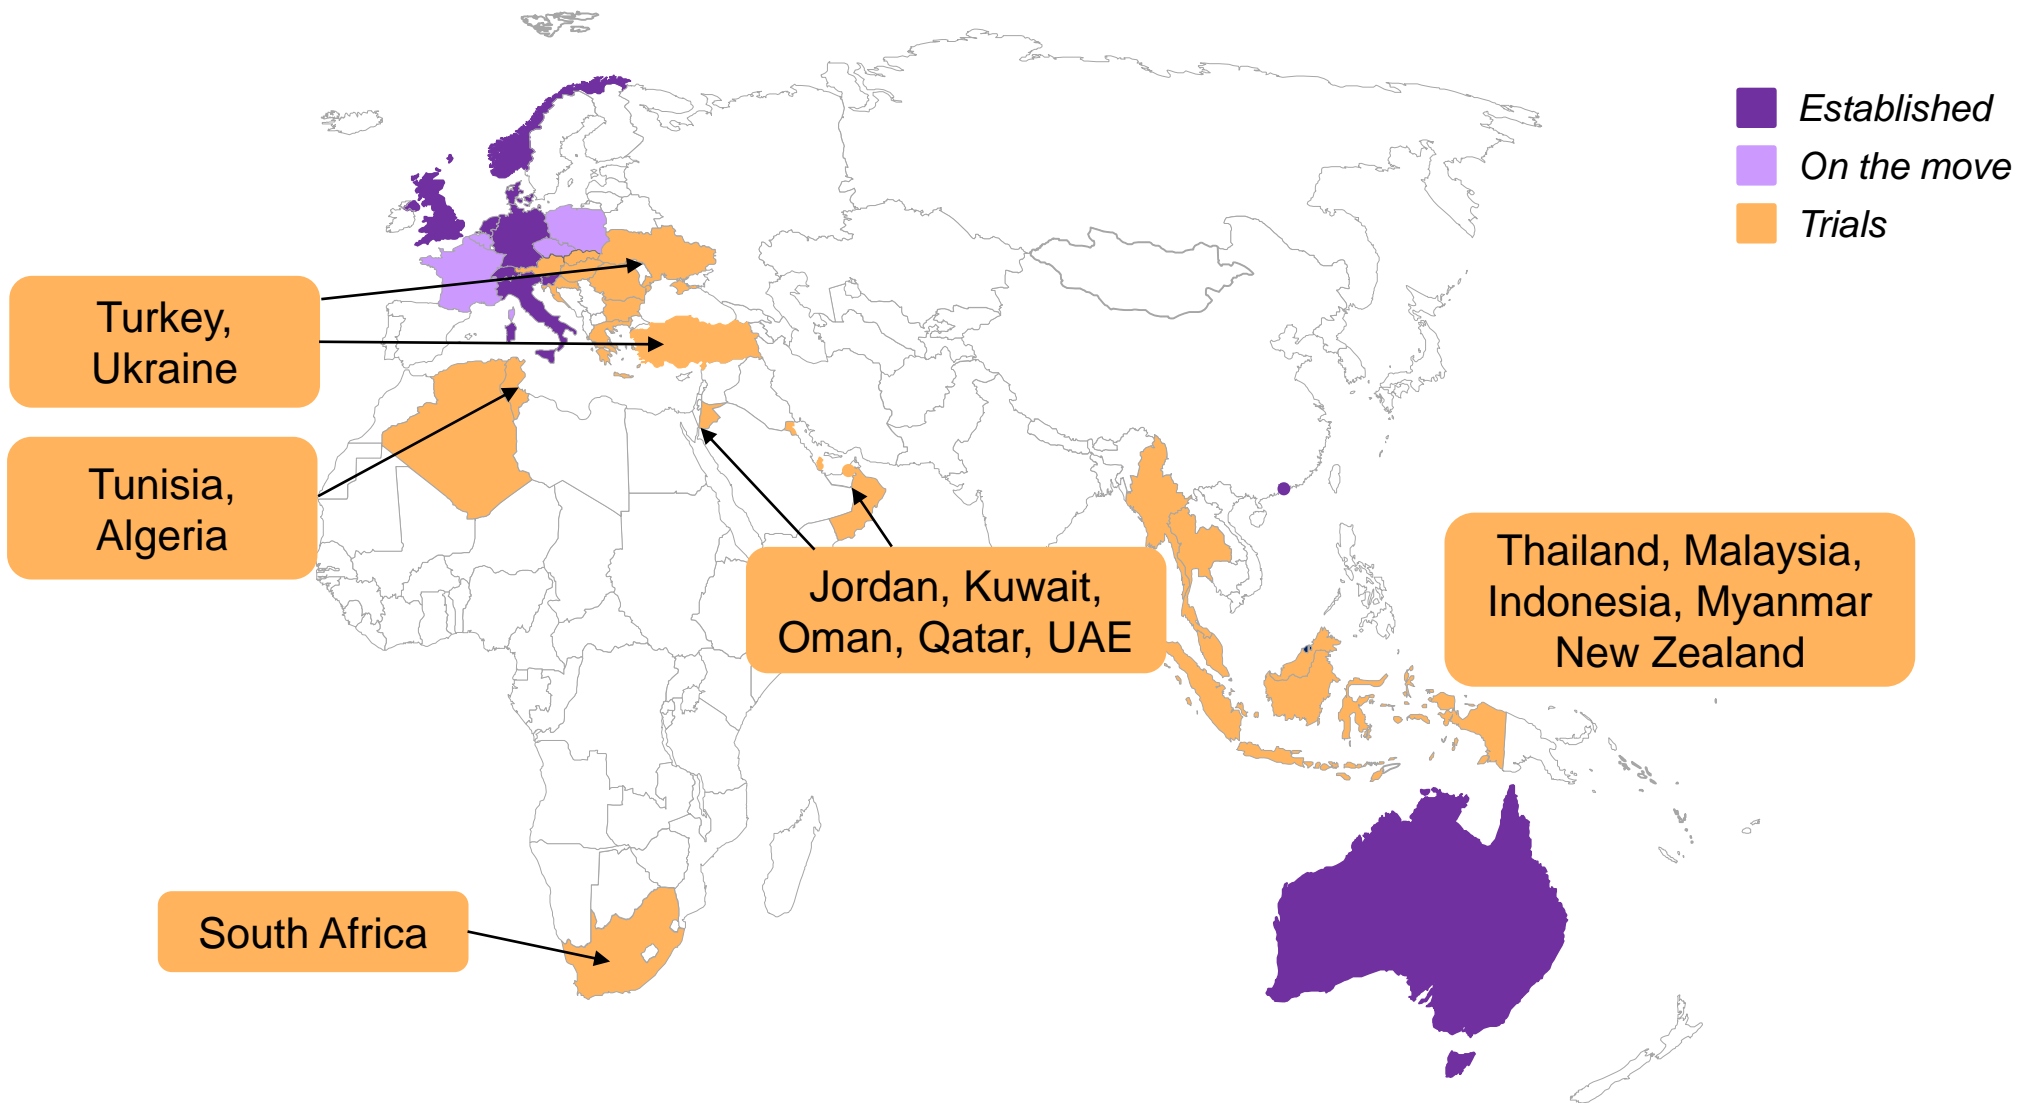 Established
On the move
Trials
Turkey,
Ukraine
Tunisia,
Algeria
Jordan, Kuwait,
Oman, Qatar, UAE
Thailand, Malaysia,
Indonesia, Myanmar
New Zealand
South Africa